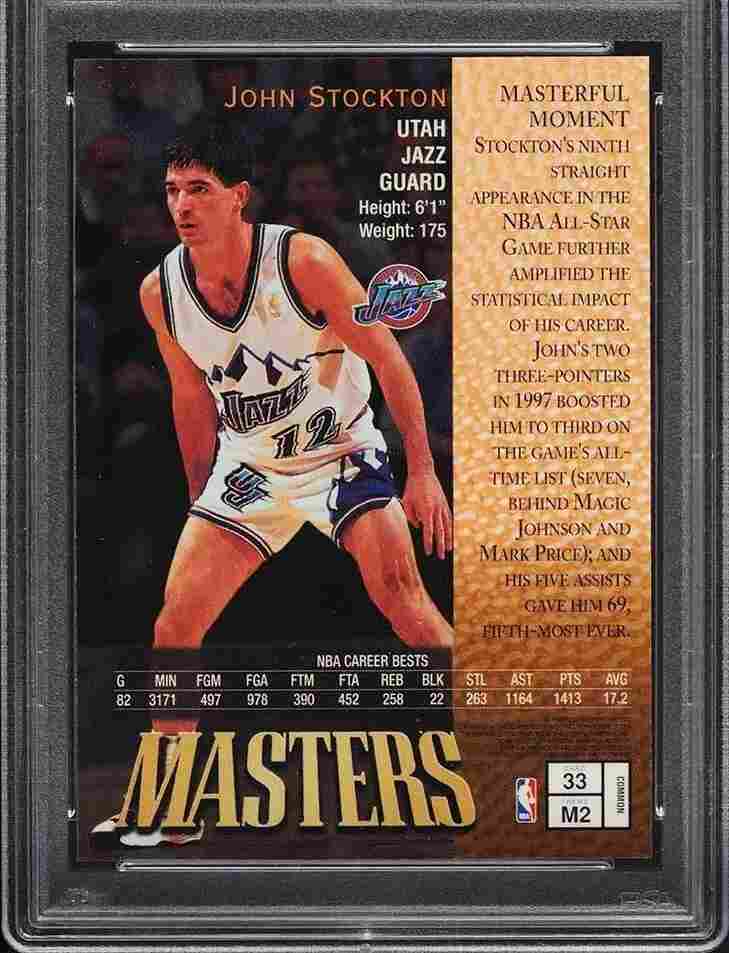 JOHN STOCKTON
UTAH
JAZZ
GUARD
Height: 6'1"
Weight: 175
JAZZ
JAZZ
12
UJ
MASTERFUL
MOMENT
STOCKTON'S NINTH
STRAIGHT
APPEARANCE IN THE
NBA ALL-STAR
GAME FURTHER
AMPLIFIED THE
STATISTICAL IMPACT
OF HIS CAREER.
JOHN'S TWO
THREE-POINTERS
IN 1997 BOOSTED
HIM TO THIRD ON
THE GAME'S ALL-
TIME LIST (SEVEN,
BEHIND MAGIC
JOHNSON AND
MARK PRICE); AND
HIS FIVE ASSISTS
GAVE HIM 69,
FIFTH-MOST EVER.
NBA CAREER BESTS
G MIN FGM FGA FTM FTA REB BLK STL AST PTS AVG
82 3171 497 978 390 452 258 22 263 1164 1413 17.2
MASTERS
NBA
CARD
33
THEME
M2
COMMON